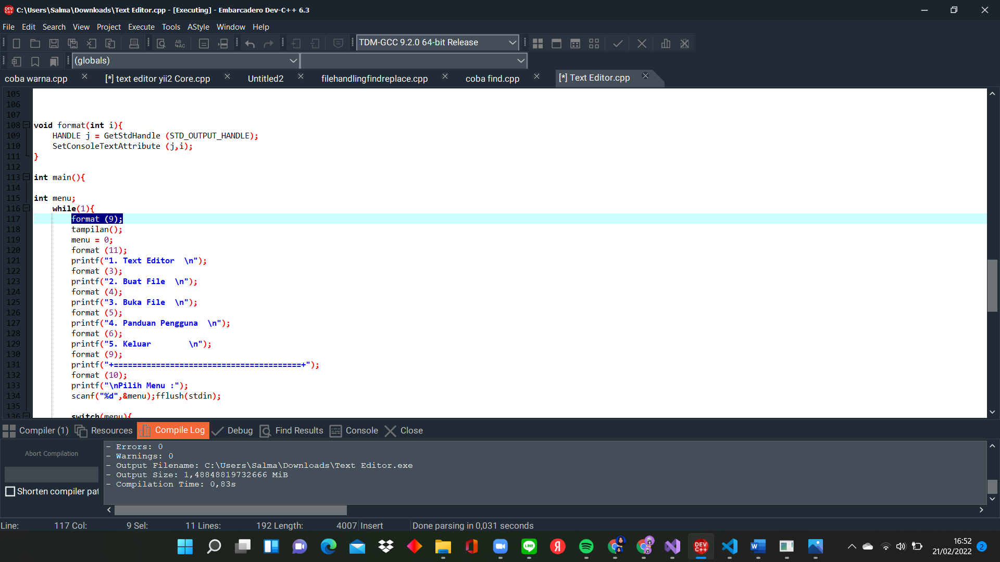 C:\Users\Salma\Downloads\Text Editor.cpp - [Executing] - Embarcadero Dev-C++ 6.3
File Edit Search View Project Execute Tools AStyle Window Help
TDM-GCC 9.2.0 64-bit Release
(globals)
coba warna.cpp [*] text editor yii2 Core.cpp Untitled2 filehandlingfindreplace.cpp coba find.cpp [*] Text Editor.cpp
105
106
107
108 void format(int i){
109 HANDLE j = GetStdHandle (STD_OUTPUT_HANDLE);
110 SetConsoleTextAttribute (j,i);
111 }
112
113 int main(){
114
115 int menu;
116 while(1){
117 format (9);
118 tampilan();
119 menu = 0;
120 format (11);
121 printf("1. Text Editor  \n");
122 format (3);
123 printf("2. Buat File  \n");
124 format (4);
125 printf("3. Buka File  \n");
126 format (5);
127 printf("4. Panduan Pengguna  \n");
128 format (6);
129 printf("5. Keluar        \n");
130 format (9);
131 printf("+========================================+");
132 format (10);
133 printf("\nPilih Menu :");
134 scanf("%d",&menu);fflush(stdin);
135
136 switch(menu){
Compiler (1) Resources Compile Log Debug Find Results Console Close
Abort Compilation
Shorten compiler pat
- Errors: 0
- Warnings: 0
- Output Filename: C:\Users\Salma\Downloads\Text Editor.exe
- Output Size: 1,48848819732666 MiB
- Compilation Time: 0,83s
Line: 117 Col: 9 Sel: 11 Lines: 192 Length: 4007 Insert Done parsing in 0,031 seconds
16:52
21/02/2022
2